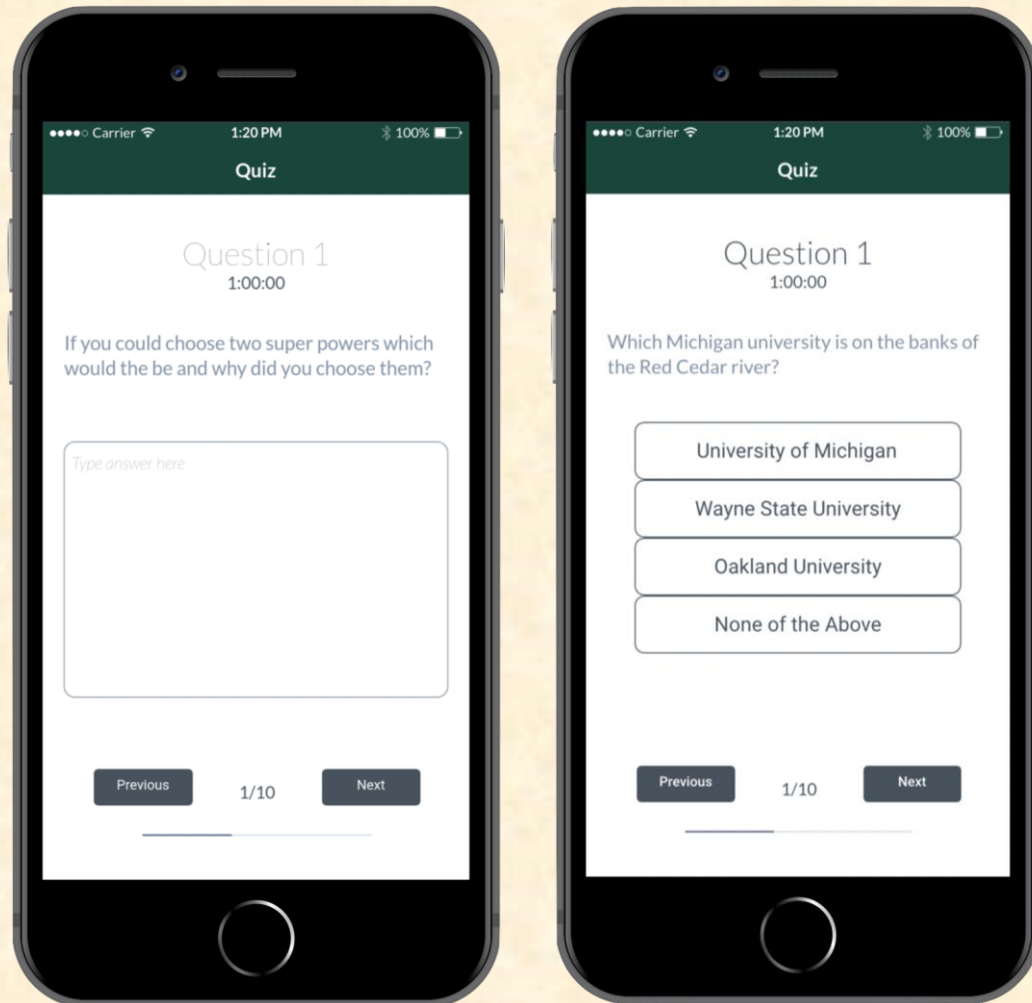 Carrier 1:20 PM 100%
Quiz
Question 1
1:00:00
If you could choose two super powers which
would the be and why did you choose them?
Type answer here
Previous 1/10 Next
Carrier 1:20 PM 100%
Quiz
Question 1
1:00:00
Which Michigan university is on the banks of
the Red Cedar river?
University of Michigan
Wayne State University
Oakland University
None of the Above
Previous 1/10 Next